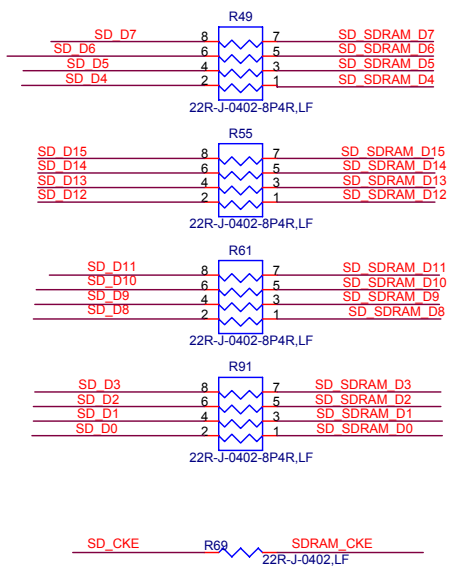 R49
SD_D7 8 7 SD_SDRAM_D7
SD_D6 6 5 SD_SDRAM_D6
SD_D5 4 3 SD_SDRAM_D5
SD_D4 2 1 SD_SDRAM_D4
22R-J-0402-8P4R,LF
R55
SD_D15 8 7 SD_SDRAM_D15
SD_D14 6 5 SD_SDRAM_D14
SD_D13 4 3 SD_SDRAM_D13
SD_D12 2 1 SD_SDRAM_D12
22R-J-0402-8P4R,LF
R61
SD_D11 8 7 SD_SDRAM_D11
SD_D10 6 5 SD_SDRAM_D10
SD_D9 4 3 SD_SDRAM_D9
SD_D8 2 1 SD_SDRAM_D8
22R-J-0402-8P4R,LF
R91
SD_D3 8 7 SD_SDRAM_D3
SD_D2 6 5 SD_SDRAM_D2
SD_D1 4 3 SD_SDRAM_D1
SD_D0 2 1 SD_SDRAM_D0
22R-J-0402-8P4R,LF
SD_CKE R69 SDRAM_CKE
22R-J-0402,LF